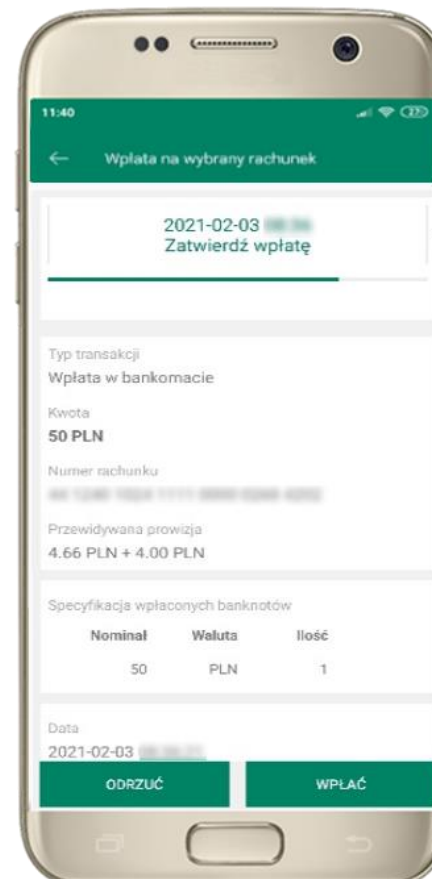 11:40
Wpłata na wybrany rachunek
2021-02-03
Zatwierdź wpłatę
Typ transakcji
Wpłata w bankomacie
Kwota
50 PLN
Numer rachunku
Przewidywana prowizja
4.66 PLN + 4.00 PLN
Specyfikacja wpłaconych banknotów
Nominał Waluta Ilość
50 PLN 1
Data
2021-02-03
ODRZUĆ WPŁAĆ